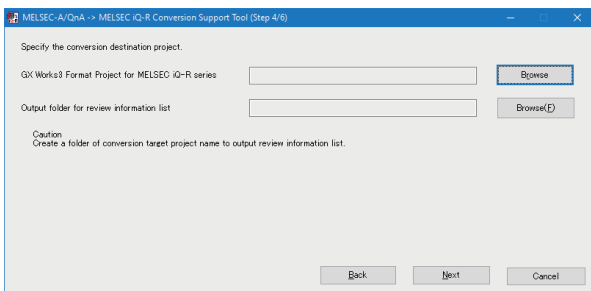 MELSEC-A/QnA -> MELSEC iQ-R Conversion Support Tool (Step 4/6)
Specify the conversion destination project.
GX Works3 Format Project for MELSEC iQ-R series
Browse
Output folder for review information list
Browse(F)
Caution
Create a folder of conversion target project name to output review information list.
Back
Next
Cancel